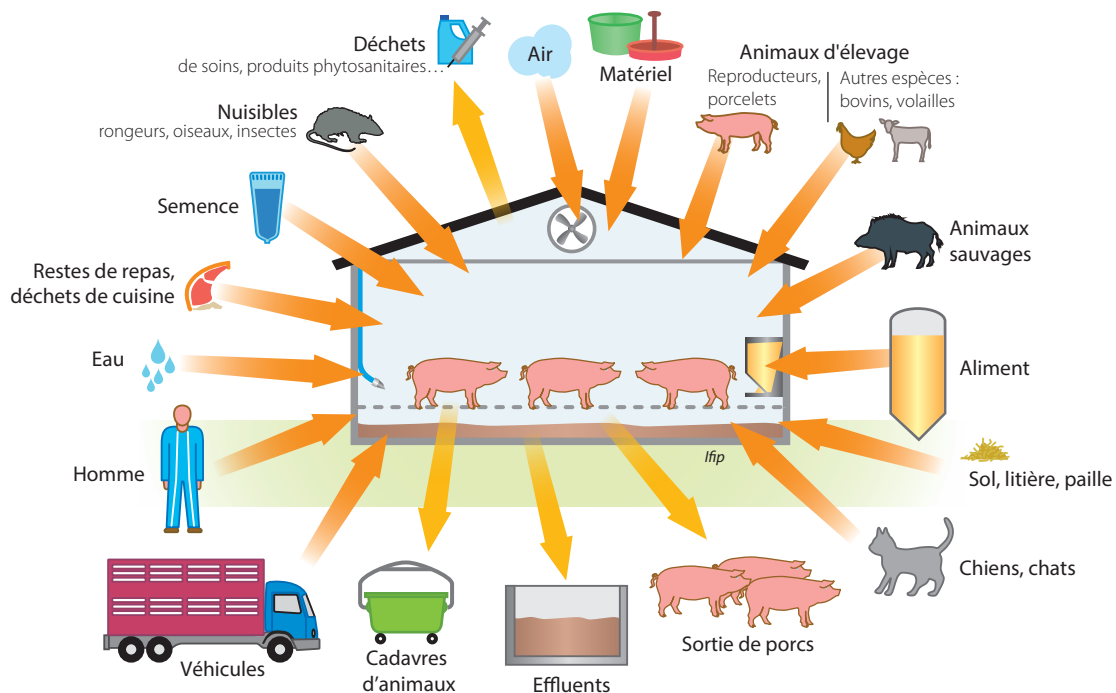 Déchets
de soins, produits phytosanitaires…
Air
Matériel
Animaux d'élevage
Reproducteurs,
porcelets
Autres espèces :
bovins, volailles
Nuisibles
rongeurs, oiseaux, insectes
Semence
Animaux
sauvages
Restes de repas,
déchets de cuisine
Eau
Aliment
Homme
Ifip
Sol, litière, paille
Chiens, chats
Véhicules
Cadavres
d'animaux
Effluents
Sortie de porcs